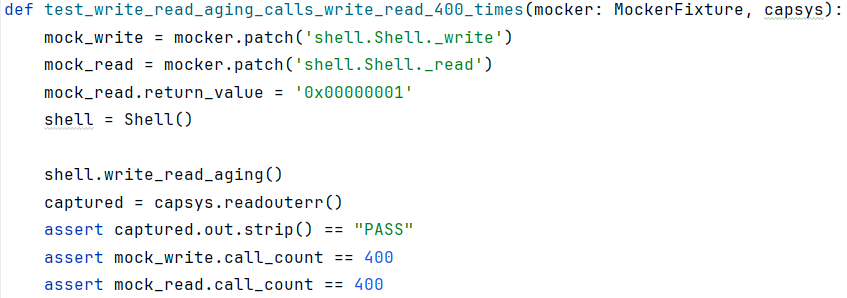 def test_write_read_aging_calls_write_read_400_times(mocker: MockerFixture, capsys):
    mock_write = mocker.patch('shell.Shell._write')
    mock_read = mocker.patch('shell.Shell._read')
    mock_read.return_value = '0x00000001'
    shell = Shell()

    shell.write_read_aging()
    captured = capsys.readouterr()
    assert captured.out.strip() == "PASS"
    assert mock_write.call_count == 400
    assert mock_read.call_count == 400